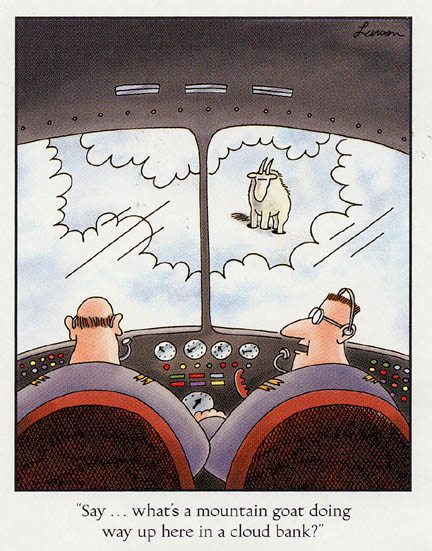 Larson
"Say ... what's a mountain goat doing
way up here in a cloud bank?"